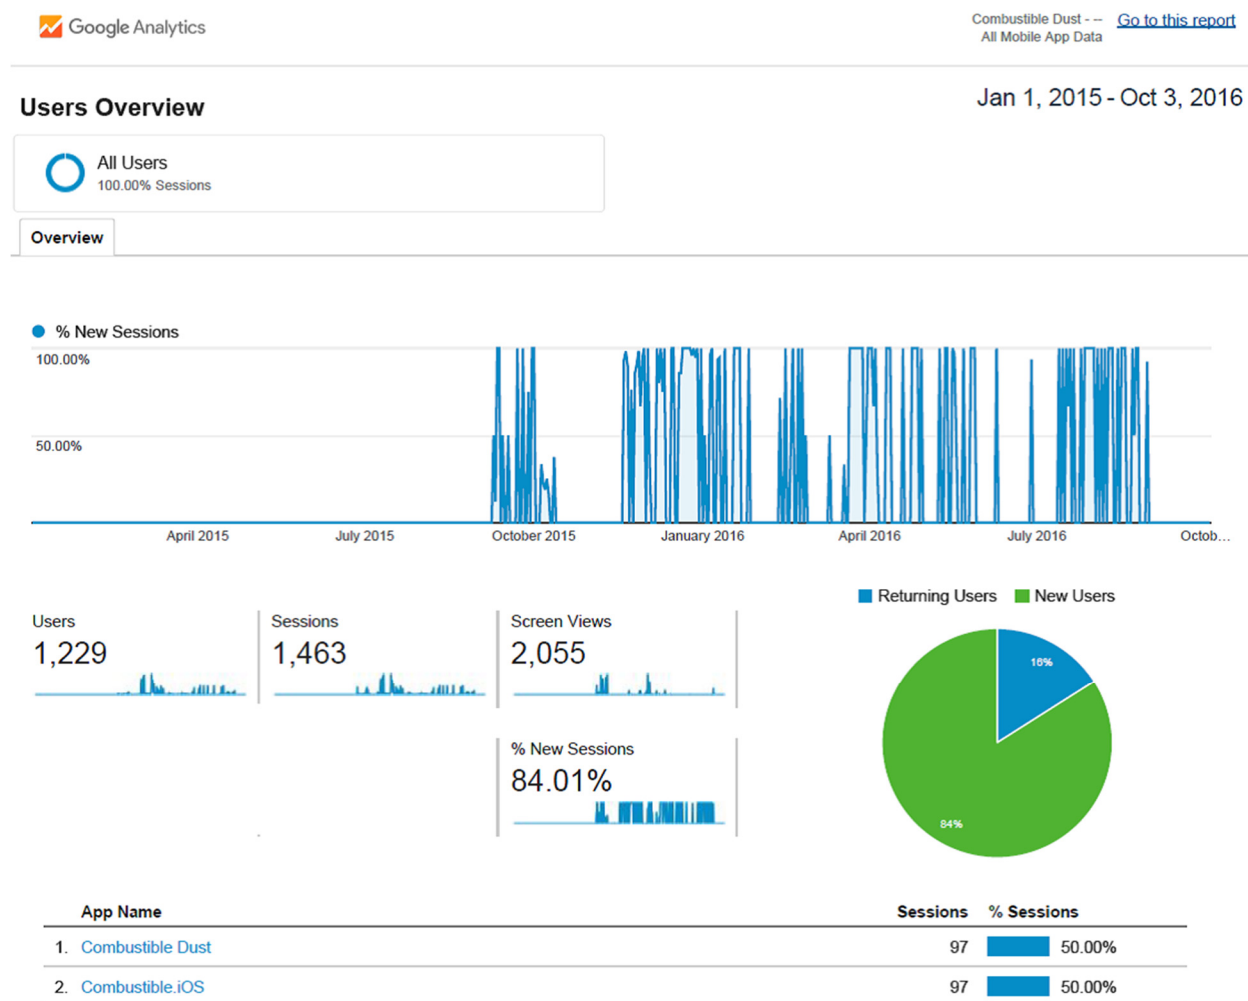 Google Analytics
Combustible Dust - --
All Mobile App Data
Go to this report
Users Overview
Jan 1, 2015 - Oct 3, 2016
All Users
100.00% Sessions
Overview
% New Sessions
100.00%
50.00%
April 2015 July 2015 October 2015 January 2016 April 2016 July 2016 Octob...
Returning Users New Users
Users
1,229
Sessions
1,463
Screen Views
2,055
% New Sessions
84.01%
16%
84%
App Name Sessions % Sessions
1. Combustible Dust 97 50.00%
2. Combustible.iOS 97 50.00%